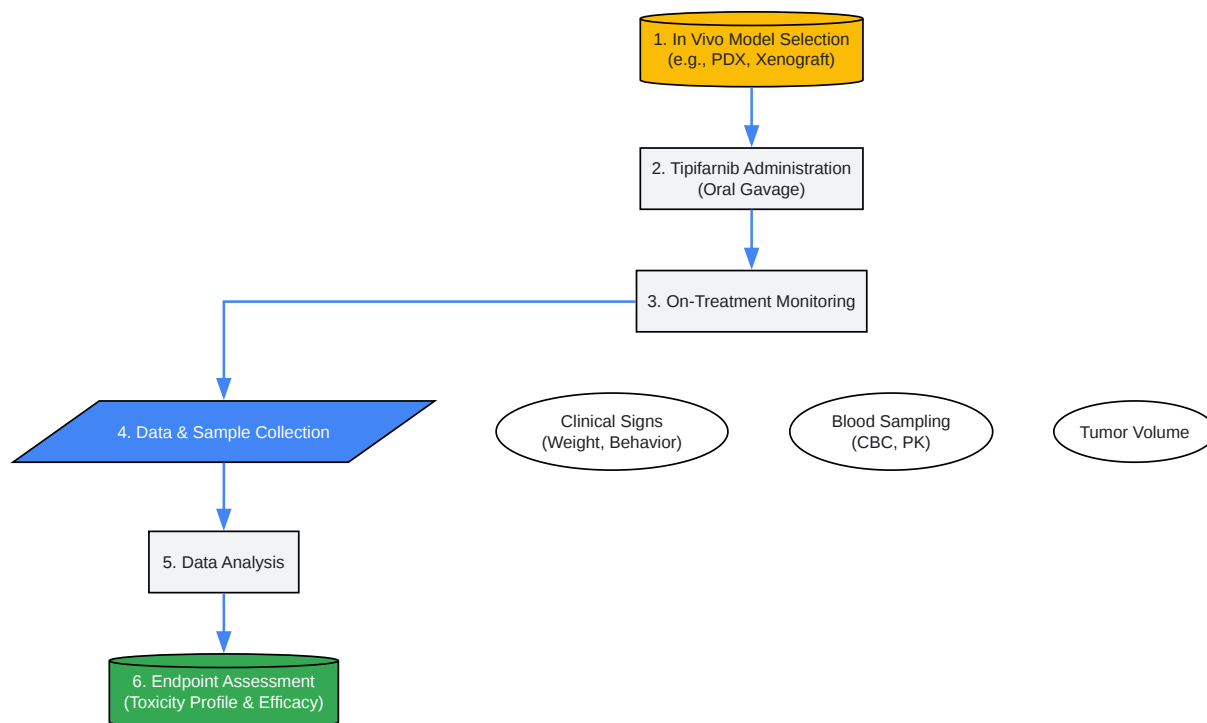 1. In Vivo Model Selection
(e.g., PDX, Xenograft)
2. Tipifarnib Administration
(Oral Gavage)
3. On-Treatment Monitoring
4. Data & Sample Collection
Clinical Signs
(Weight, Behavior)
Blood Sampling
(CBC, PK)
Tumor Volume
5. Data Analysis
6. Endpoint Assessment
(Toxicity Profile & Efficacy)